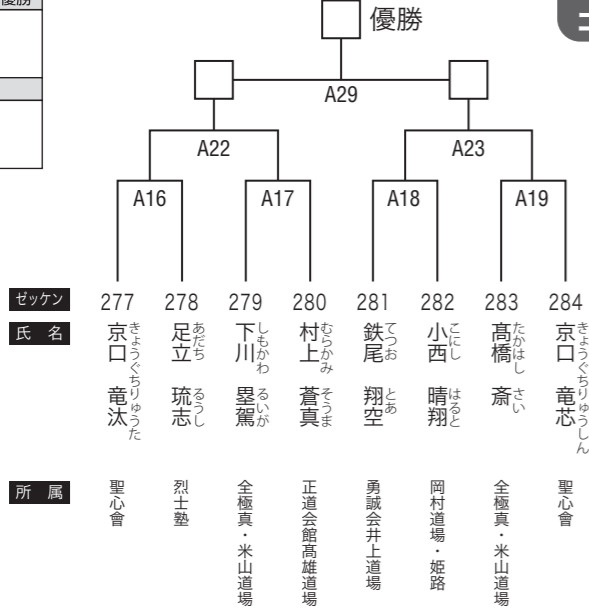 優勝
優勝
A29
A22 A23
A16 A17 A18 A19
ゼッケン 277 278 279 280 281 282 283 284
氏 名
京口 竜汰 きょうぐちりゅうた
足立 琉志 あだち るうし
下川 塁駕 しもかわ るいが
村上 蒼真 むらかみ そうま
鉄尾 翔空 てつお とあ
小西 晴翔 こにし はると
髙橋 斎 たかはし さい
京口 竜芯 きょうぐちりゅうしん
所 属
聖心會
烈士塾
全極真・米山道場
正道会館髙雄道場
勇誠会井上道場
岡村道場・姫路
全極真・米山道場
聖心會